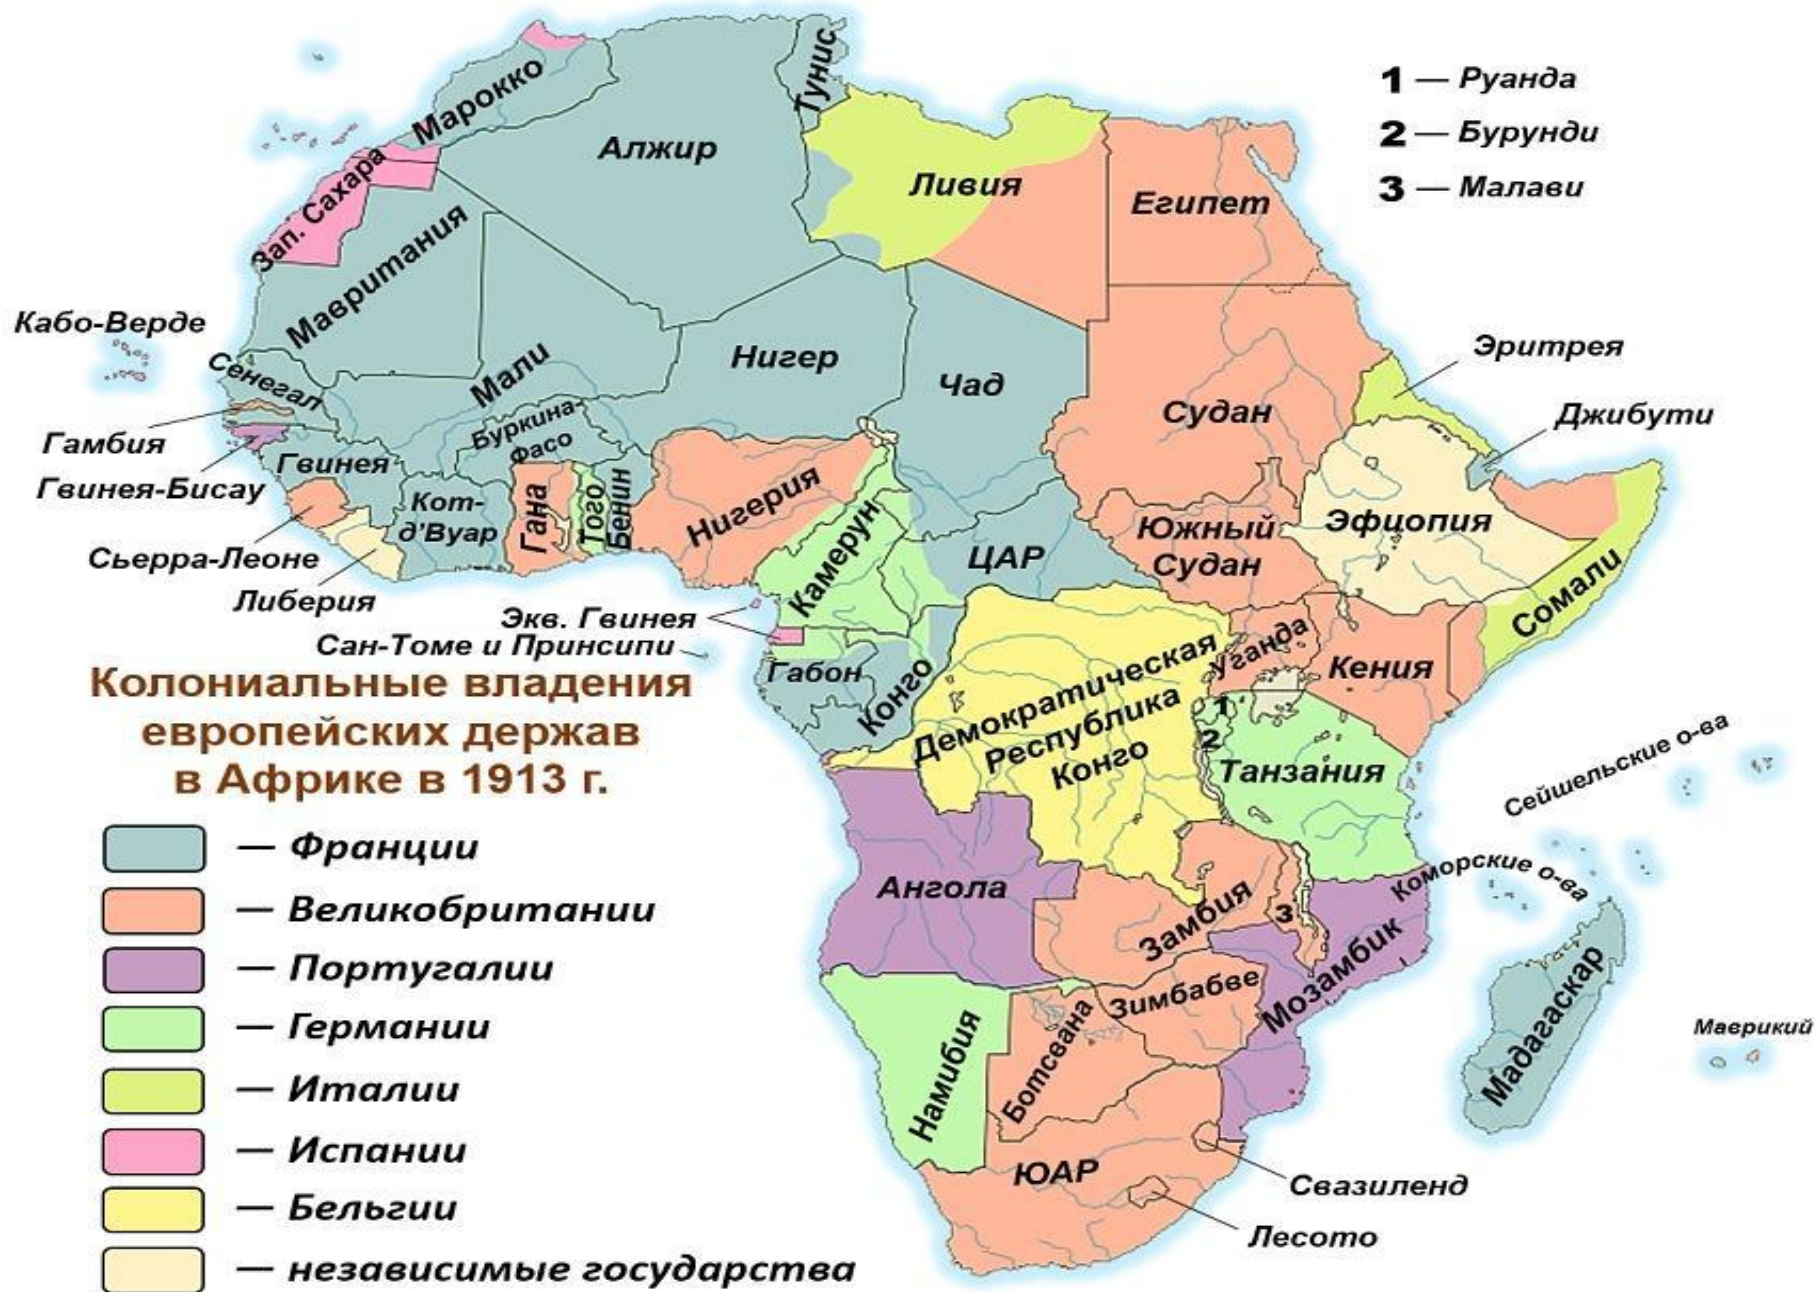 1 — Руанда
2 — Бурунди
3 — Малави
Тунис
Марокко
Алжир
Ливия
Египет
Зап. Сахара
Мавритания
Кабо-Верде
Сенегал
Мали
Нигер
Чад
Судан
Эритрея
Джибути
Гамбия
Гвинея-Бисау
Гвинея
Буркина-
Фасо
Сьерра-Леоне
Либерия
Кот-
д'Вуар
Гана
Того
Бенин
Нигерия
Камерун
ЦАР
Южный
Судан
Эфцопия
Сомали
Экв. Гвинея
Сан-Томе и Принсипи
Габон
Конго
Демократическая
Республика
Конго
Уганда
Кения
1
2
Танзания
Сейшельские о-ва
Коморские о-ва
Ангола
Замбия
3
Мозамбик
Зимбабве
Намибия
Ботсвана
Мадагаскар
Маврикий
ЮАР
Свазиленд
Лесото
Колониальные владения
европейских держав
в Африке в 1913 г.
— Франции
— Великобритании
— Португалии
— Германии
— Италии
— Испании
— Бельгии
— независимые государства